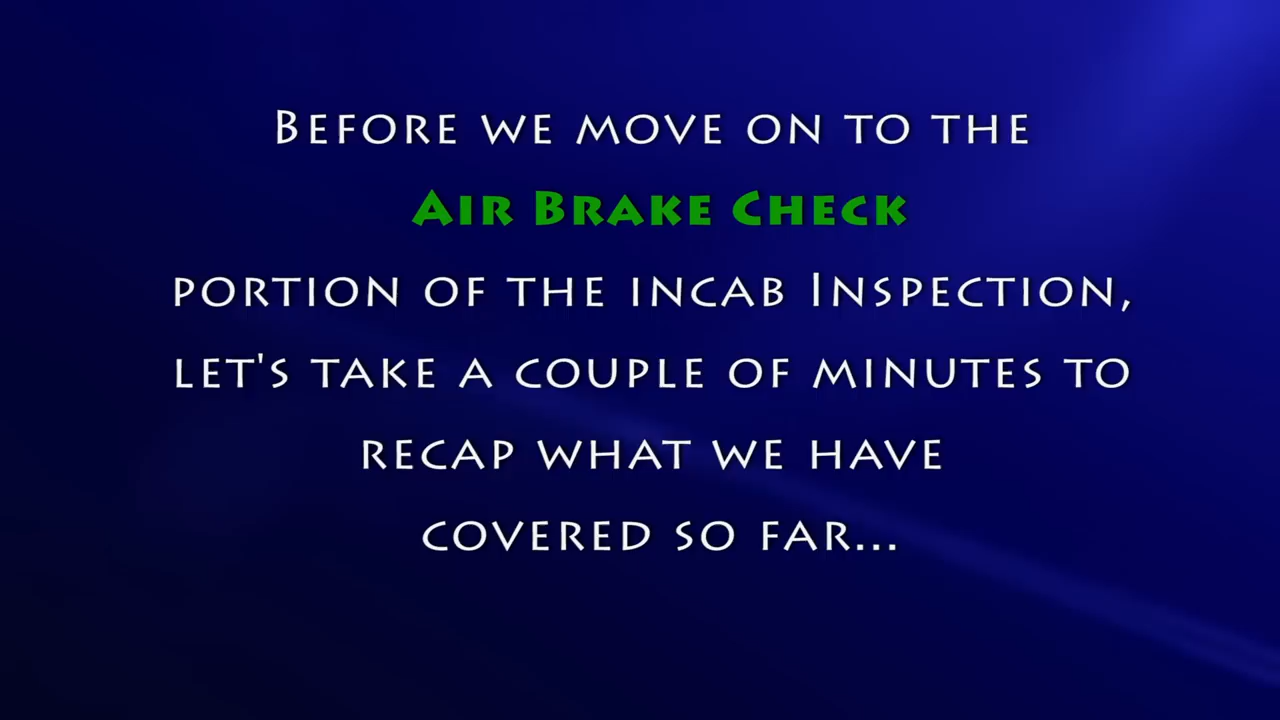 Before we move on to the
Air Brake Check
portion of the incab Inspection,
let's take a couple of minutes to
recap what we have
covered so far...